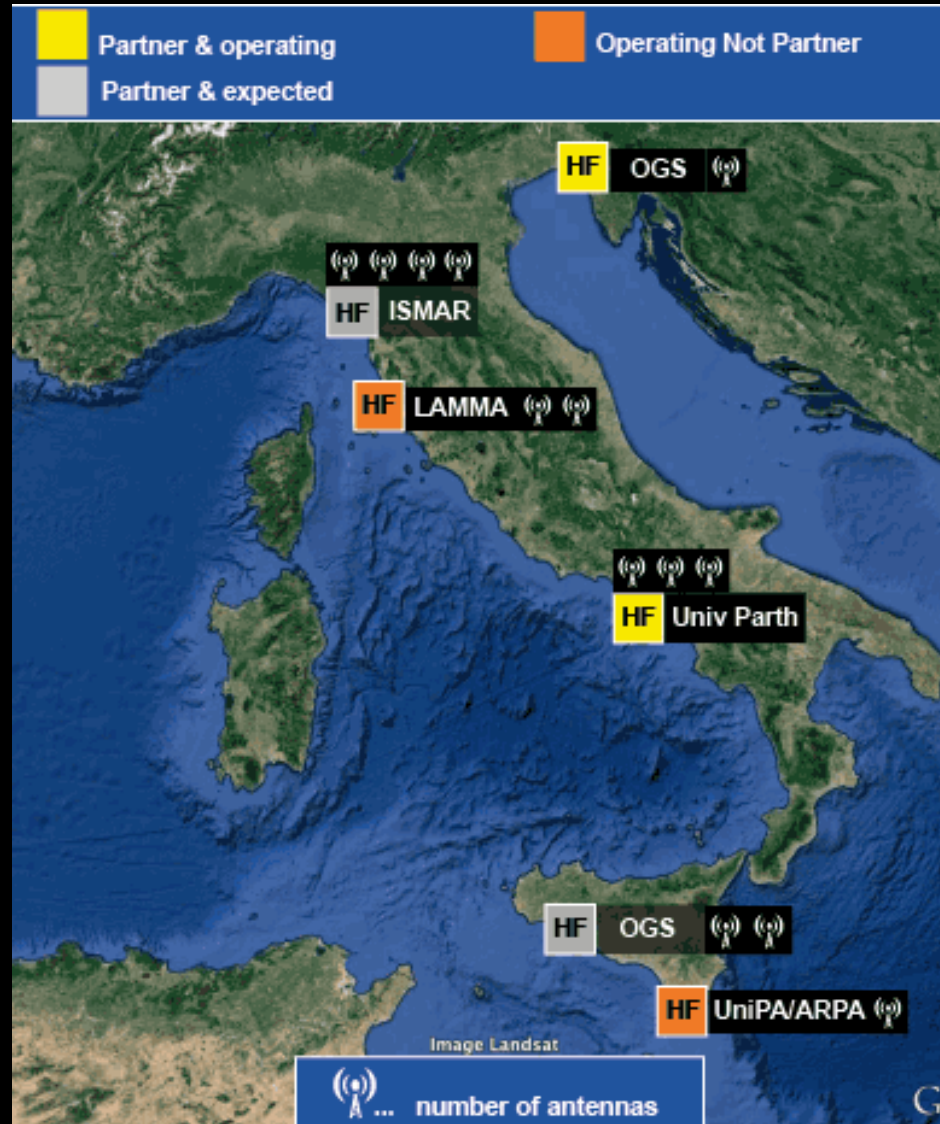 Partner & operating
Operating Not Partner
Partner & expected
HF OGS
HF ISMAR
HF LAMMA
HF Univ Parth
HF OGS
HF UniPA/ARPA
Image Landsat
... number of antennas
G